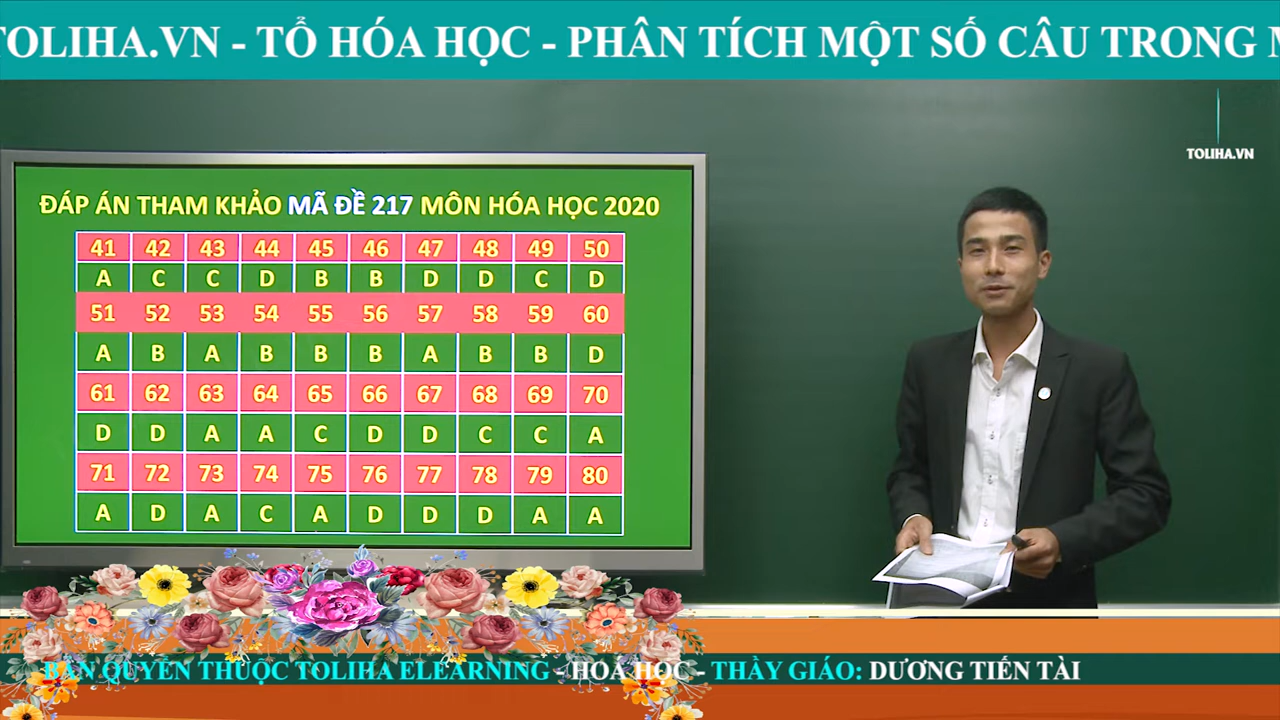 TOLIHA.VN - TỔ HÓA HỌC - PHÂN TÍCH MỘT SỐ CÂU TRONG
TOLIHA.VN
ĐÁP ÁN THAM KHẢO MÃ ĐỀ 217 MÔN HÓA HỌC 2020
41 42 43 44 45 46 47 48 49 50
A C C D B B D D C D
51 52 53 54 55 56 57 58 59 60
A B A B B B A B B D
61 62 63 64 65 66 67 68 69 70
D D A A C D D C C A
71 72 73 74 75 76 77 78 79 80
A D A C A D D D A A
BẢN QUYỀN THUỘC TOLIHA ELEARNING - HOÁ HỌC - THẦY GIÁO: DƯƠNG TIẾN TÀI